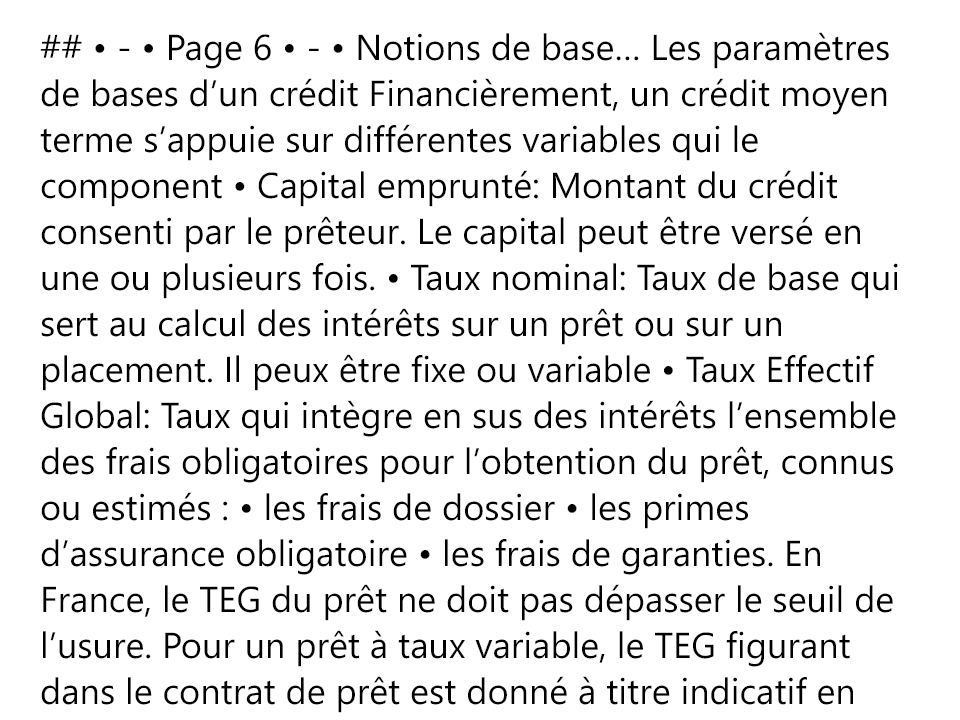 ## • - • Page 6 • - • Notions de base... Les paramètres
de bases d’un crédit Financièrement, un crédit moyen
terme s’appuie sur différentes variables qui le
component • Capital emprunté: Montant du crédit
consenti par le prêteur. Le capital peut être versé en
une ou plusieurs fois. • Taux nominal: Taux de base qui
sert au calcul des intérêts sur un prêt ou sur un
placement. Il peux être fixe ou variable • Taux Effectif
Global: Taux qui intègre en sus des intérêts l’ensemble
des frais obligatoires pour l’obtention du prêt, connus
ou estimés : • les frais de dossier • les primes
d’assurance obligatoire • les frais de garanties. En
France, le TEG du prêt ne doit pas dépasser le seuil de
l’usure. Pour un prêt à taux variable, le TEG figurant
dans le contrat de prêt est donné à titre indicatif en